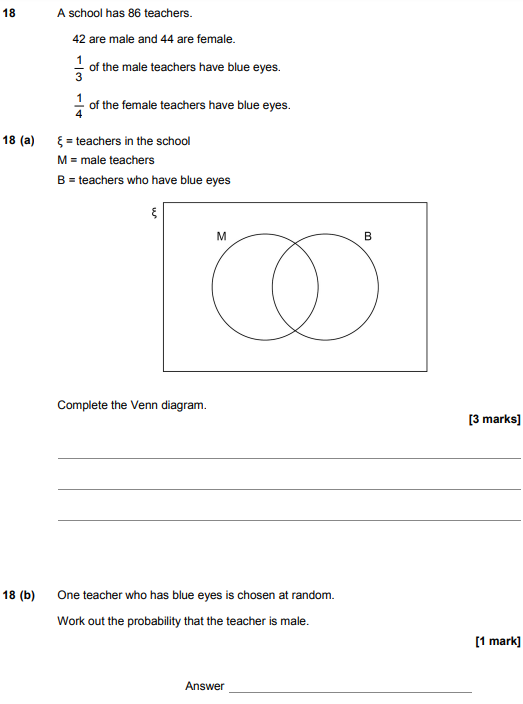 18 A school has 86 teachers.
42 are male and 44 are female.
1/3 of the male teachers have blue eyes.
1/4 of the female teachers have blue eyes.
18 (a) ξ = teachers in the school
M = male teachers
B = teachers who have blue eyes
ξ
M B
Complete the Venn diagram.
[3 marks]
18 (b) One teacher who has blue eyes is chosen at random.
Work out the probability that the teacher is male.
[1 mark]
Answer